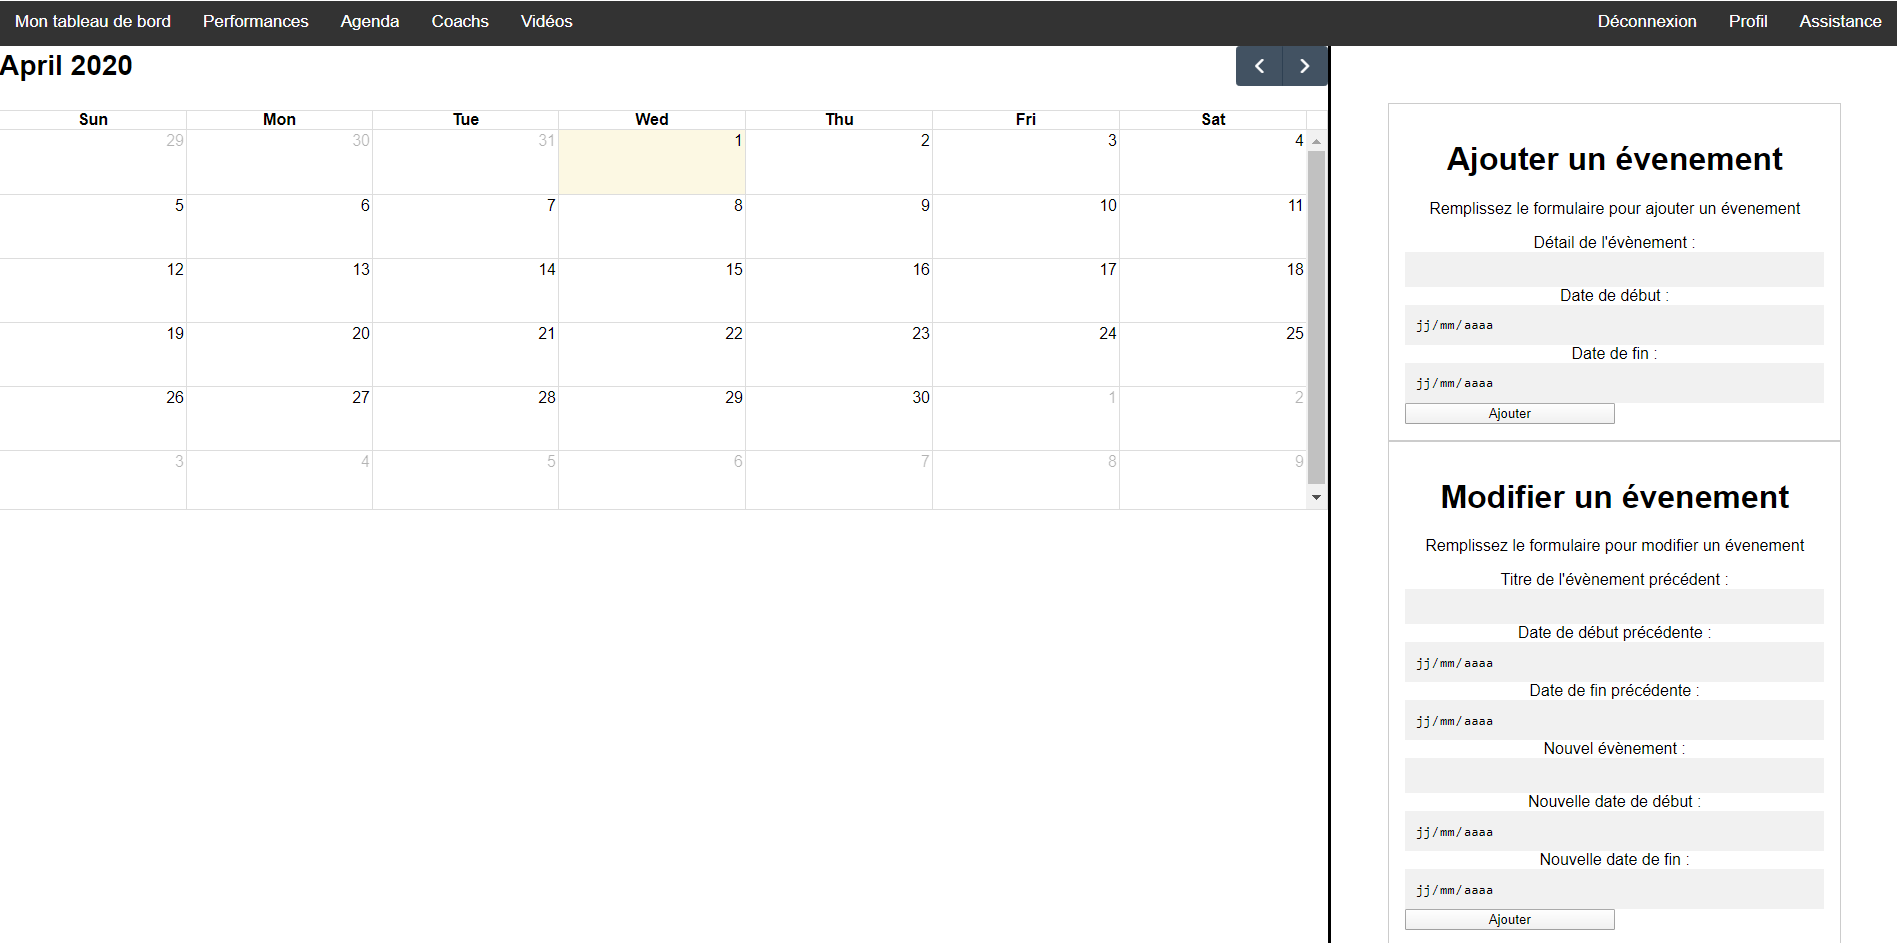 Mon tableau de bord Performances Agenda Coachs Vidéos Déconnexion Profil Assistance
April 2020
Sun Mon Tue Wed Thu Fri Sat
29 30 31 1 2 3 4
5 6 7 8 9 10 11
12 13 14 15 16 17 18
19 20 21 22 23 24 25
26 27 28 29 30 1 2
3 4 5 6 7 8 9
Ajouter un évenement
Remplissez le formulaire pour ajouter un évenement
Détail de l'évènement :
Date de début :
jj/mm/aaaa
Date de fin :
jj/mm/aaaa
Ajouter
Modifier un évenement
Remplissez le formulaire pour modifier un évenement
Titre de l'évènement précédent :
Date de début précédente :
jj/mm/aaaa
Date de fin précédente :
jj/mm/aaaa
Nouvel évènement :
Nouvelle date de début :
jj/mm/aaaa
Nouvelle date de fin :
jj/mm/aaaa
Ajouter